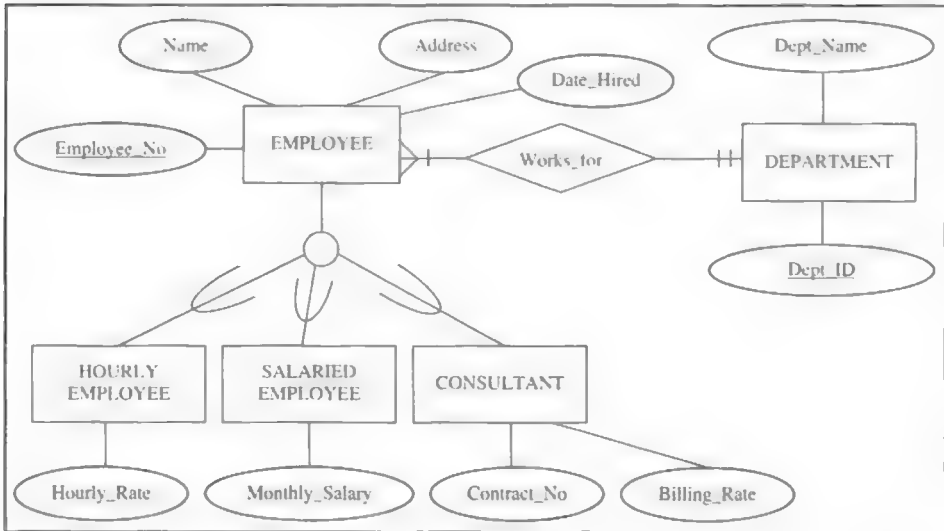 Name
Address
Dept_Name
Date_Hired
Employee_No
EMPLOYEE
Works_for
DEPARTMENT
Dept_ID
HOURLY
EMPLOYEE
SALARIED
EMPLOYEE
CONSULTANT
Hourly_Rate
Monthly_Salary
Contract_No
Billing_Rate